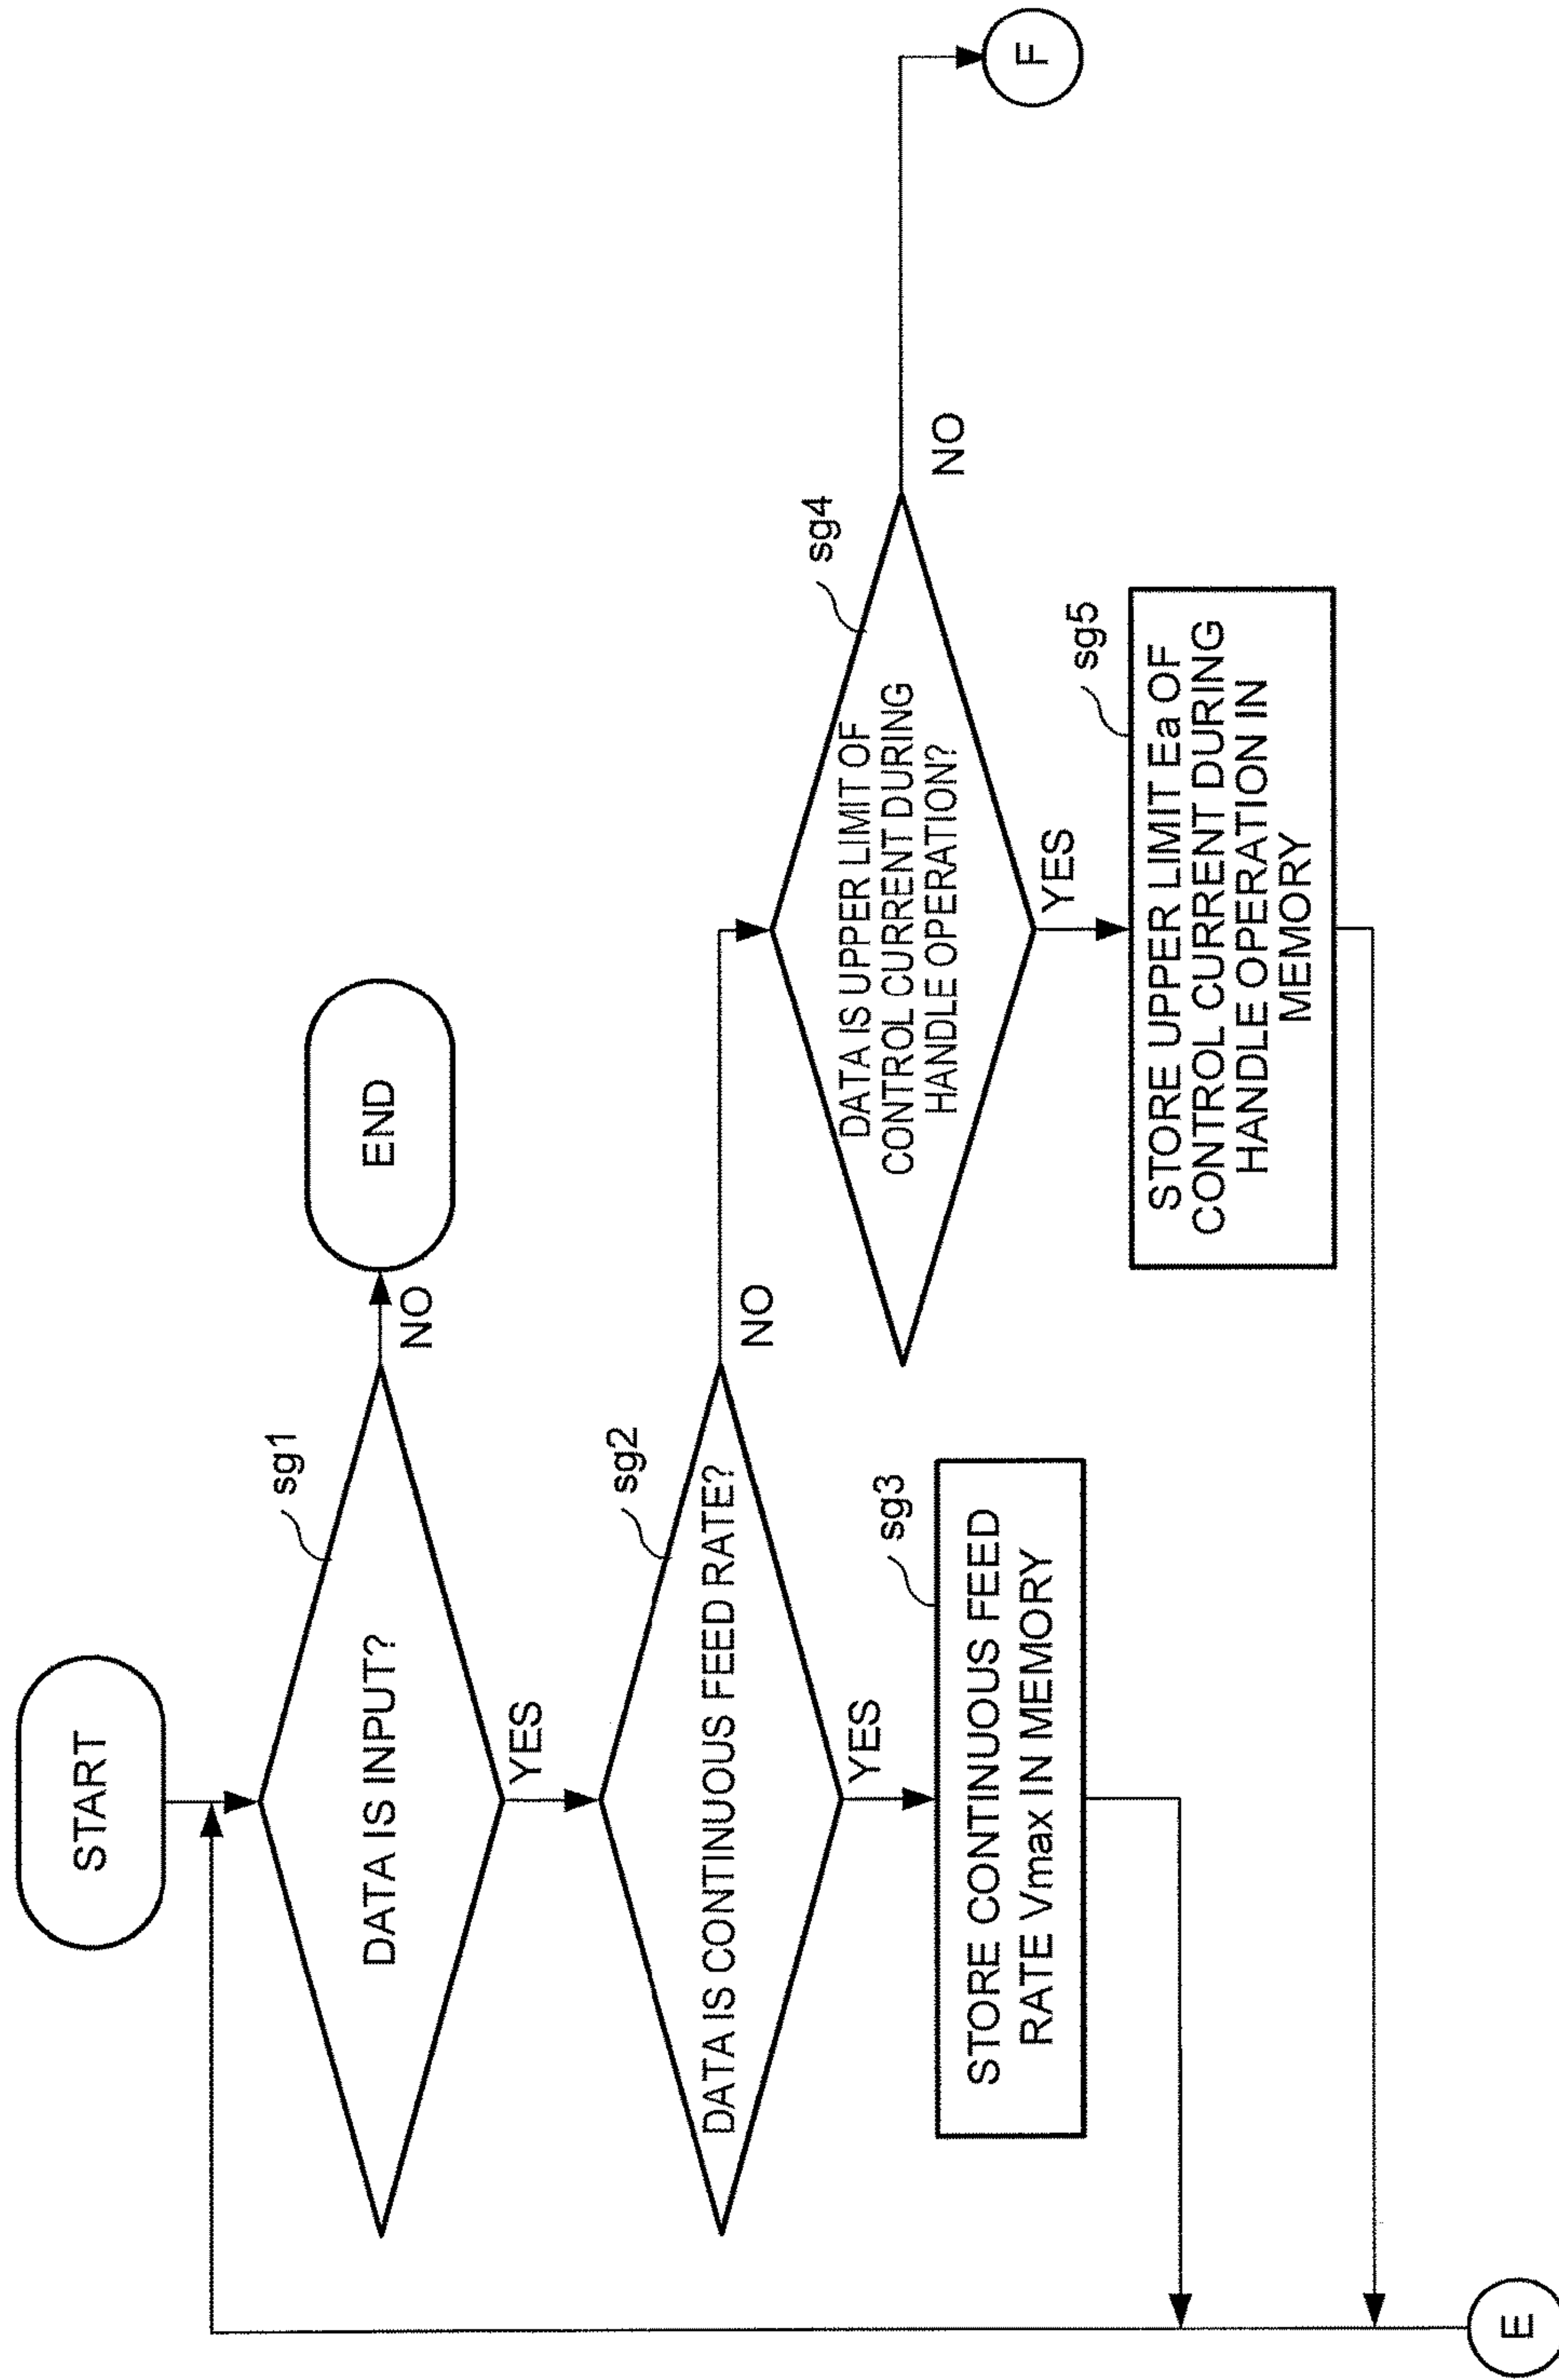 START
DATA IS INPUT?
sg1
NO
END
YES
DATA IS CONTINUOUS FEED RATE?
sg2
NO
YES
STORE CONTINUOUS FEED
RATE Vmax IN MEMORY
sg3
DATA IS UPPER LIMIT OF
CONTROL CURRENT DURING
HANDLE OPERATION?
sg4
NO
F
YES
STORE UPPER LIMIT Ea OF
CONTROL CURRENT DURING
HANDLE OPERATION IN
MEMORY
sg5
E